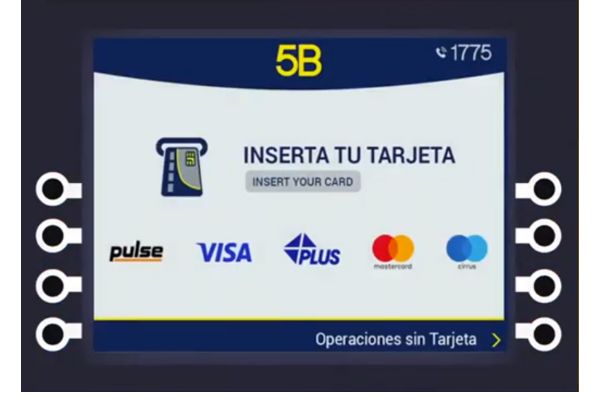 5B
1775
INSERTA TU TARJETA
INSERT YOUR CARD
pulse
VISA
PLUS
mastercard
cirrus
Operaciones sin Tarjeta